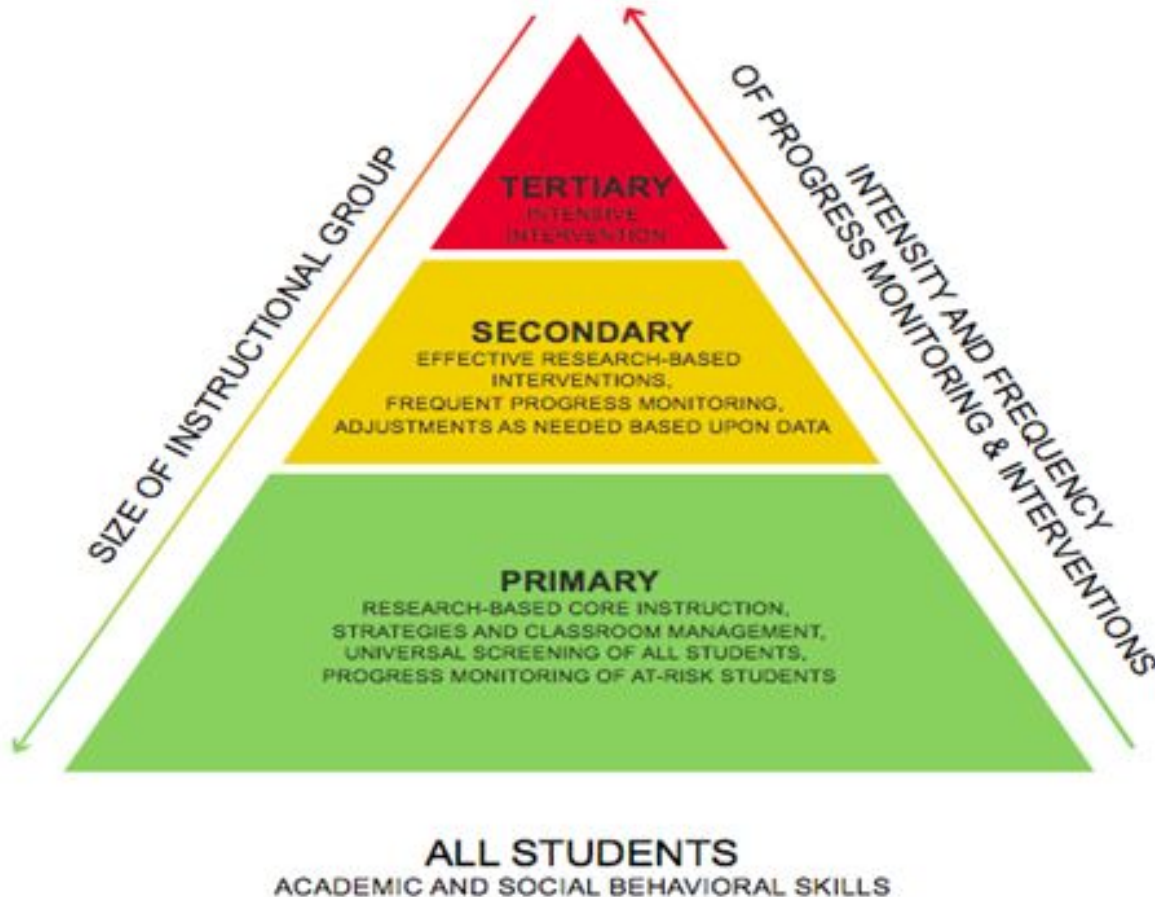 SIZE OF INSTRUCTIONAL GROUP
INTENSITY AND FREQUENCY
OF PROGRESS MONITORING & INTERVENTIONS
TERTIARY
INTENSIVE
INTERVENTION
SECONDARY
EFFECTIVE RESEARCH-BASED
INTERVENTIONS,
FREQUENT PROGRESS MONITORING,
ADJUSTMENTS AS NEEDED BASED UPON DATA
PRIMARY
RESEARCH-BASED CORE INSTRUCTION,
STRATEGIES AND CLASSROOM MANAGEMENT,
UNIVERSAL SCREENING OF ALL STUDENTS,
PROGRESS MONITORING OF AT-RISK STUDENTS
ALL STUDENTS
ACADEMIC AND SOCIAL BEHAVIORAL SKILLS